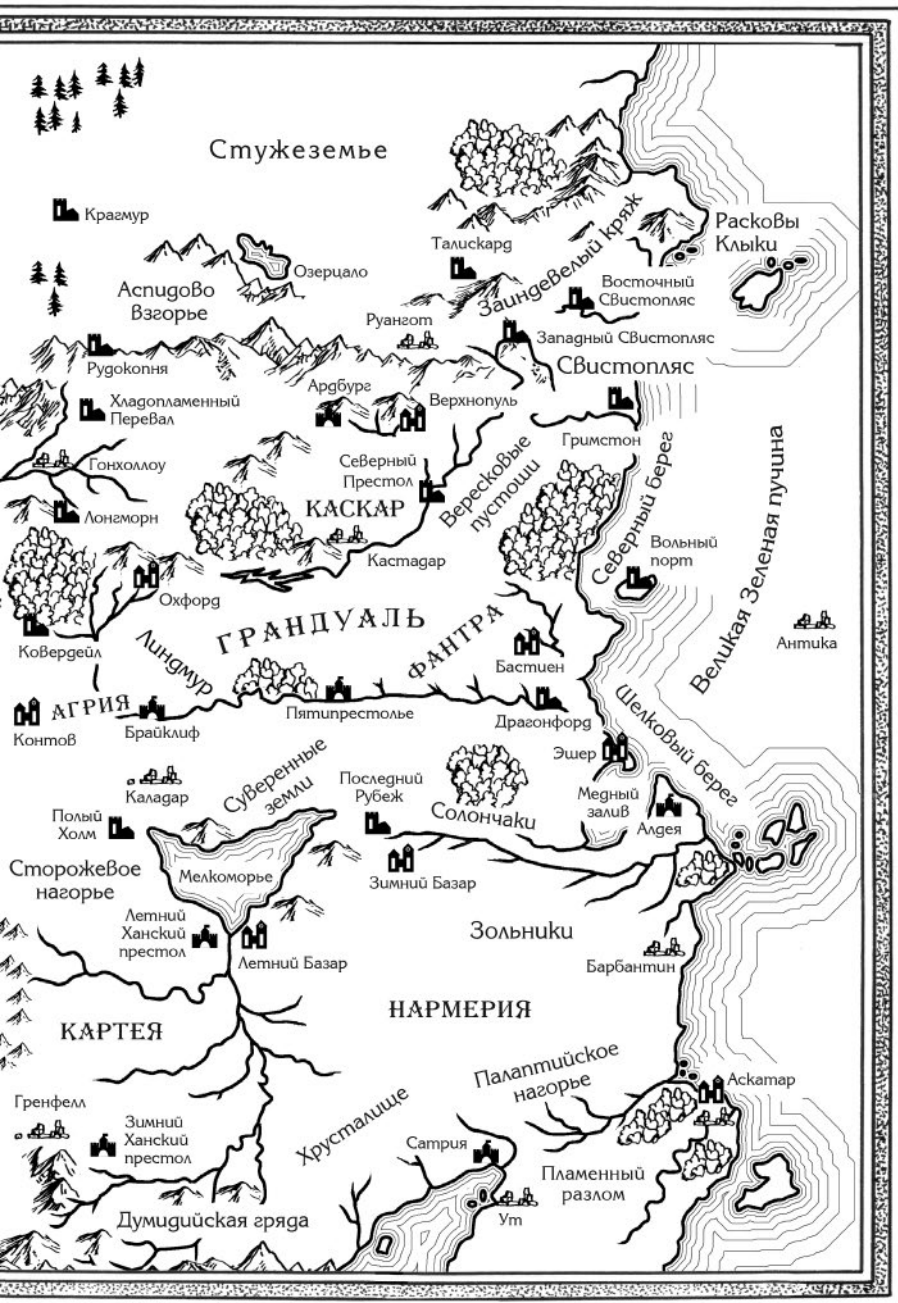 Стужеземье
Крагмур
Расковы
Клыки
Талискард
Заиндевелый кряж
Озерцало
Восточный
Свистопляс
Аспидово
взгорье
Руангот
Западный Свистопляс
Рудокопня
Свистопляс
Ардбург
Верхнопуль
Хладопламенный
Перевал
Гримстон
Северный
Престол
Вересковые
пустоши
Северный берег
Великая Зеленая пучина
Гонхоллоу
КАСКАР
Лонгморн
Кастадар
Вольный
порт
Охфорд
ГРАНДУАЛЬ
ФАНТРА
Антика
Ковердейл
Линдмур
Бастиен
АГРИЯ
Контов
Брайклиф
Пятипрестолье
Драгонфорд
Шелковый берег
Эшер
Суверенные
земли
Каладар
Последний
Рубеж
Солончаки
Медный
залив
Алдея
Полый
Холм
Сторожевое
нагорье
Мелкоморье
Зимний Базар
Летний
Ханский
престол
Летний Базар
Зольники
Барбантин
КАРТЕЯ
НАРМЕРИЯ
Палаптийское
нагорье
Аскатар
Гренфелл
Зимний
Ханский
престол
Хрусталище
Сатрия
Пламенный
разлом
Ут
Думидийская гряда